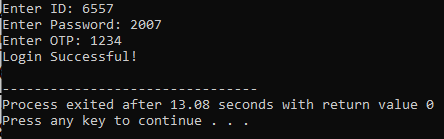 Enter ID: 6557
Enter Password: 2007
Enter OTP: 1234
Login Successful!
--------------------------------
Process exited after 13.08 seconds with return value 0
Press any key to continue . . .